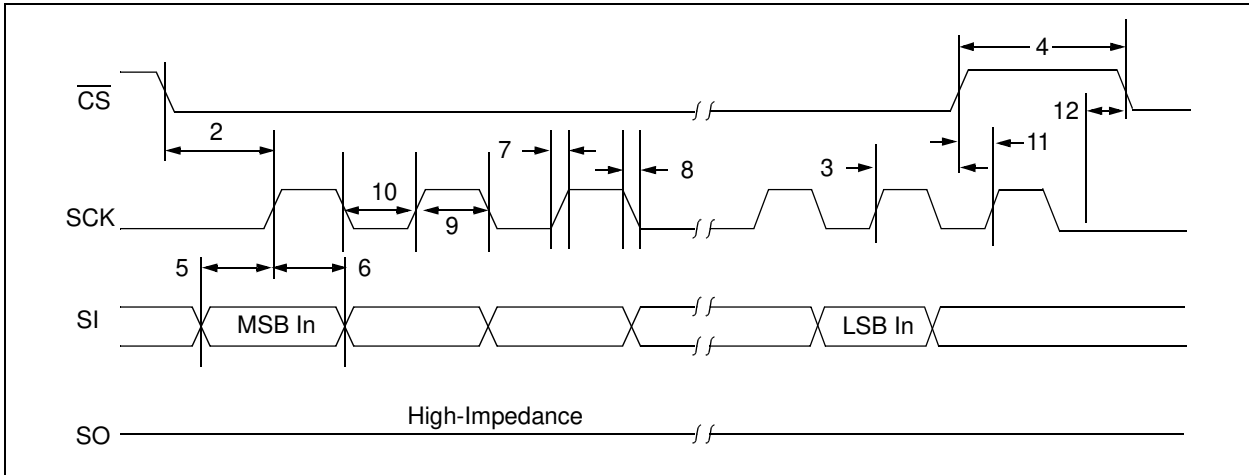 4
CS
12
2
11
7
3
8
10
SCK
9
5
6
SI
MSB In
LSB In
High-Impedance
SO